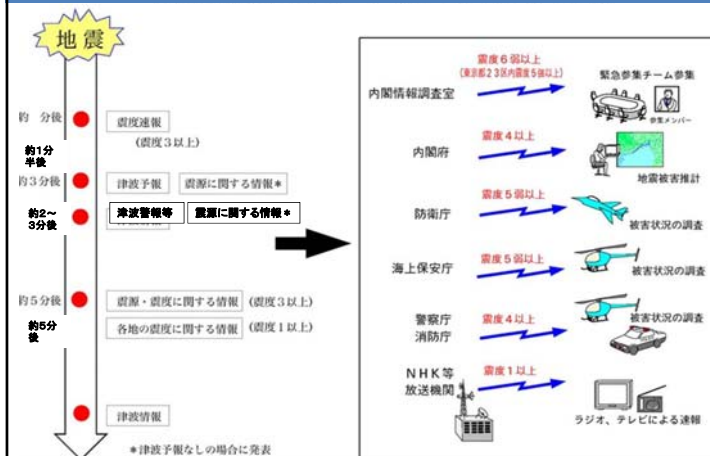 地震
約 分後
震度速報
(震度3以上)
約1分
半後
約3分後
津波予報
震源に関する情報*
約2～
3分後
津波警報等
震源に関する情報*
約5分後
震源・震度に関する情報
(震度3以上)
約5分
後
各地の震度に関する情報
(震度1以上)
津波情報
*津波予報なしの場合に発表
内閣情報調査室
震度6弱以上
(東京都23区内震度5強以上)
緊急参集チーム参集
参集メンバー
内閣府
震度4以上
地震被害推計
防衛庁
震度5弱以上
被害状況の調査
海上保安庁
震度5弱以上
被害状況の調査
警察庁
消防庁
震度4以上
被害状況の調査
NHK等
放送機関
震度1以上
ラジオ、テレビによる速報